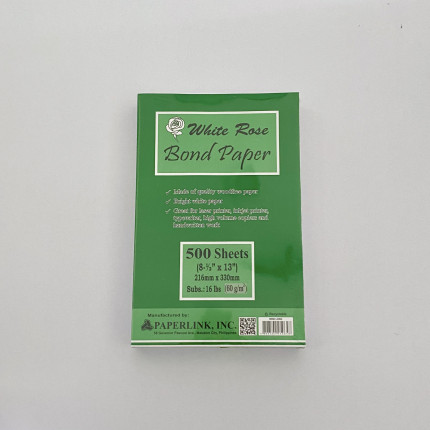 White Rose
Bond Paper
✓ Made of quality woodfree paper
✓ Bright white paper
✓ Great for laser printer, inkjet printer,
typewriter, high volume copiers and
handwritten work
500 Sheets
(8-½" x 13")
216mm x 330mm
Subs.: 16 lbs (60 g/m²)
Manufactured by:
PAPERLINK, INC.